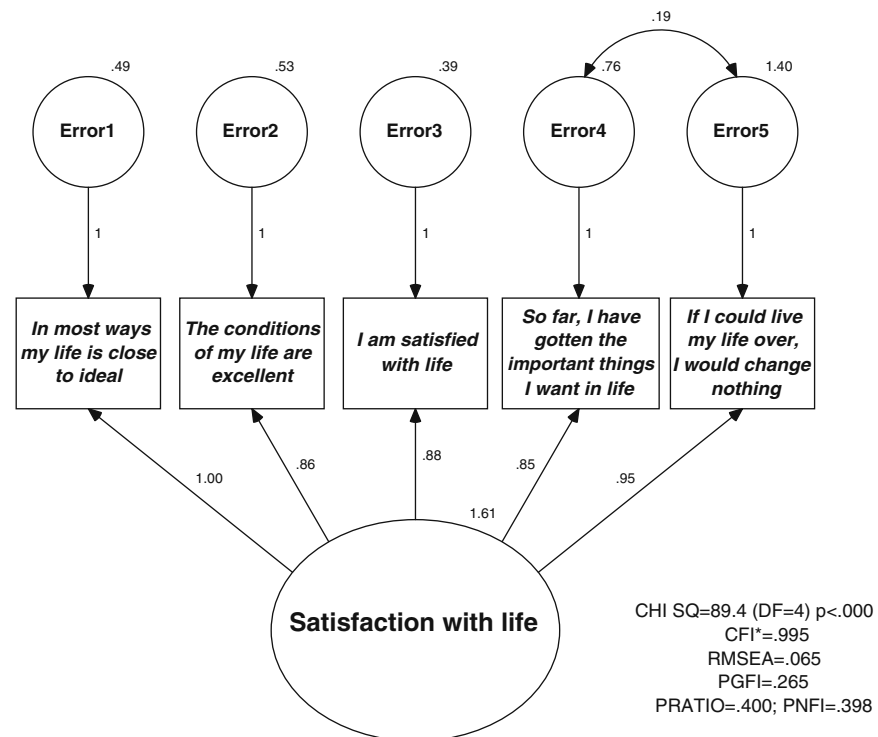 .19
.49
.53
.39
.76
1.40
Error1
Error2
Error3
Error4
Error5
1
1
1
1
1
In most ways
my life is close
to ideal
The conditions
of my life are
excellent
I am satisfied
with life
So far, I have
gotten the
important things
I want in life
If I could live
my life over,
I would change
nothing
1.00
.86
.88
.85
.95
1.61
Satisfaction with life
CHI SQ=89.4 (DF=4) p<.000
CFI*=.995
RMSEA=.065
PGFI=.265
PRATIO=.400; PNFI=.398